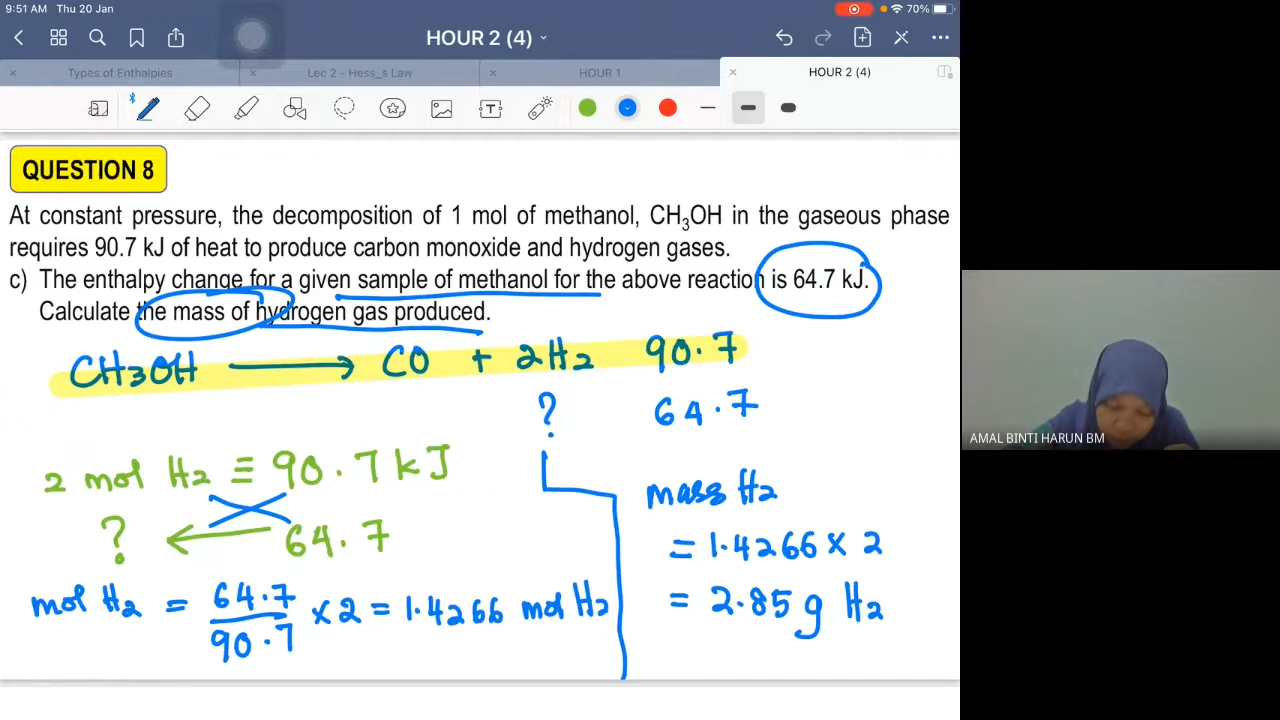 9:51 AM Thu 20 Jan
70%
HOUR 2 (4)
Types of Enthalpies
Lec 2 - Hess_s Law
HOUR 1
HOUR 2 (4)
QUESTION 8
At constant pressure, the decomposition of 1 mol of methanol, CH₃OH in the gaseous phase
requires 90.7 kJ of heat to produce carbon monoxide and hydrogen gases.
c) The enthalpy change for a given sample of methanol for the above reaction is 64.7 kJ.
Calculate the mass of hydrogen gas produced.
CH3OH → CO + 2H2 90.7
? 64.7
2 mol H2 ≡ 90.7 kJ
? ← 64.7
mol H2 = 64.7/90.7 × 2 = 1.4266 mol H2
mass H2
= 1.4266 × 2
= 2.85 g H2
AMAL BINTI HARUN BM